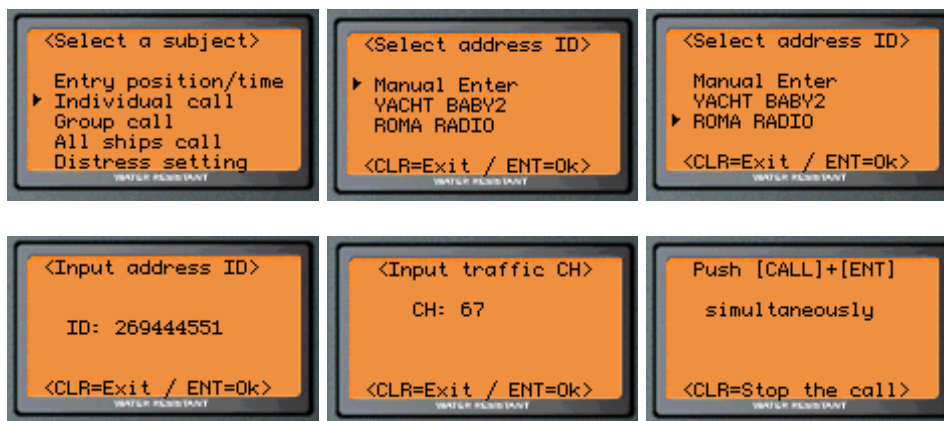 <Select a subject>
Entry position/time
Individual call
Group call
All ships call
Distress setting
WATER RESISTANT
<Select address ID>
Manual Enter
YACHT BABY2
ROMA RADIO
<CLR=Exit / ENT=Ok>
WATER RESISTANT
<Select address ID>
Manual Enter
YACHT BABY2
ROMA RADIO
<CLR=Exit / ENT=Ok>
WATER RESISTANT
<Input address ID>
ID: 269444551
<CLR=Exit / ENT=Ok>
WATER RESISTANT
<Input traffic CH>
CH: 67
<CLR=Exit / ENT=Ok>
WATER RESISTANT
Push [CALL]+[ENT]
simultaneously
<CLR=Stop the call>
WATER RESISTANT